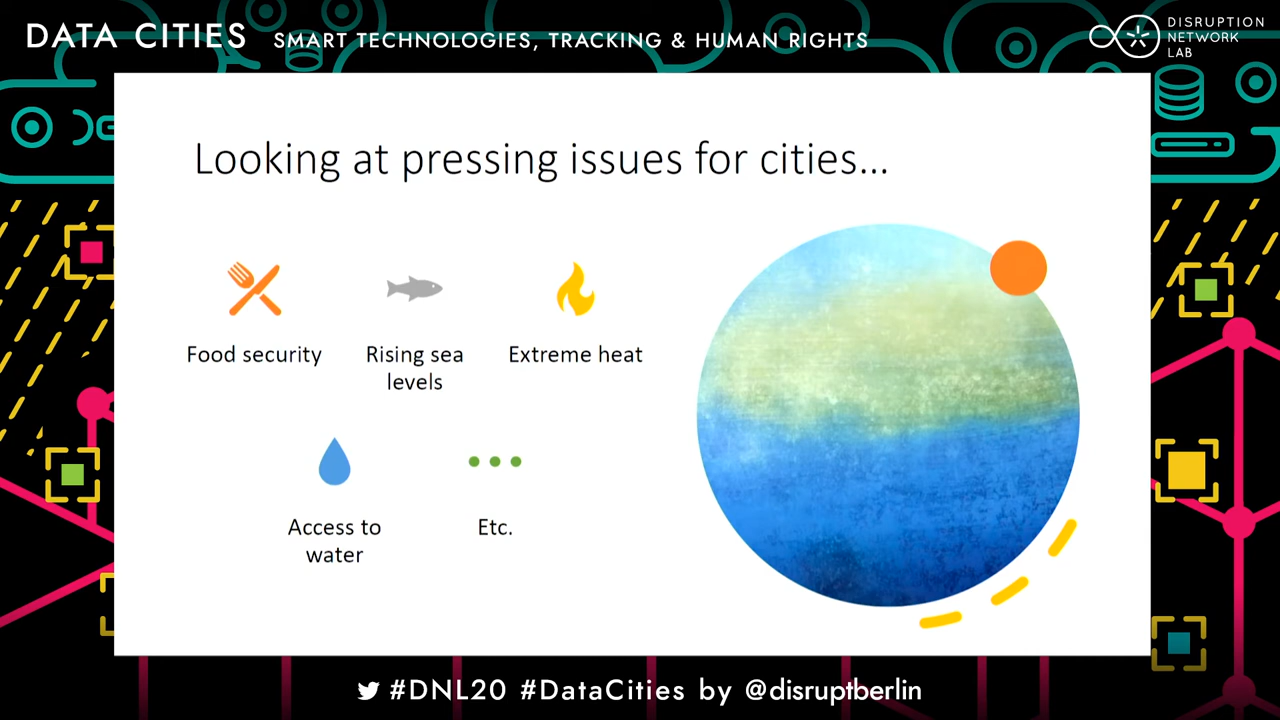 DATA CITIES SMART TECHNOLOGIES, TRACKING & HUMAN RIGHTS
DISRUPTION
NETWORK
LAB
Looking at pressing issues for cities...
Food security
Rising sea
levels
Extreme heat
Access to
water
Etc.
#DNL20 #DataCities by @disruptberlin